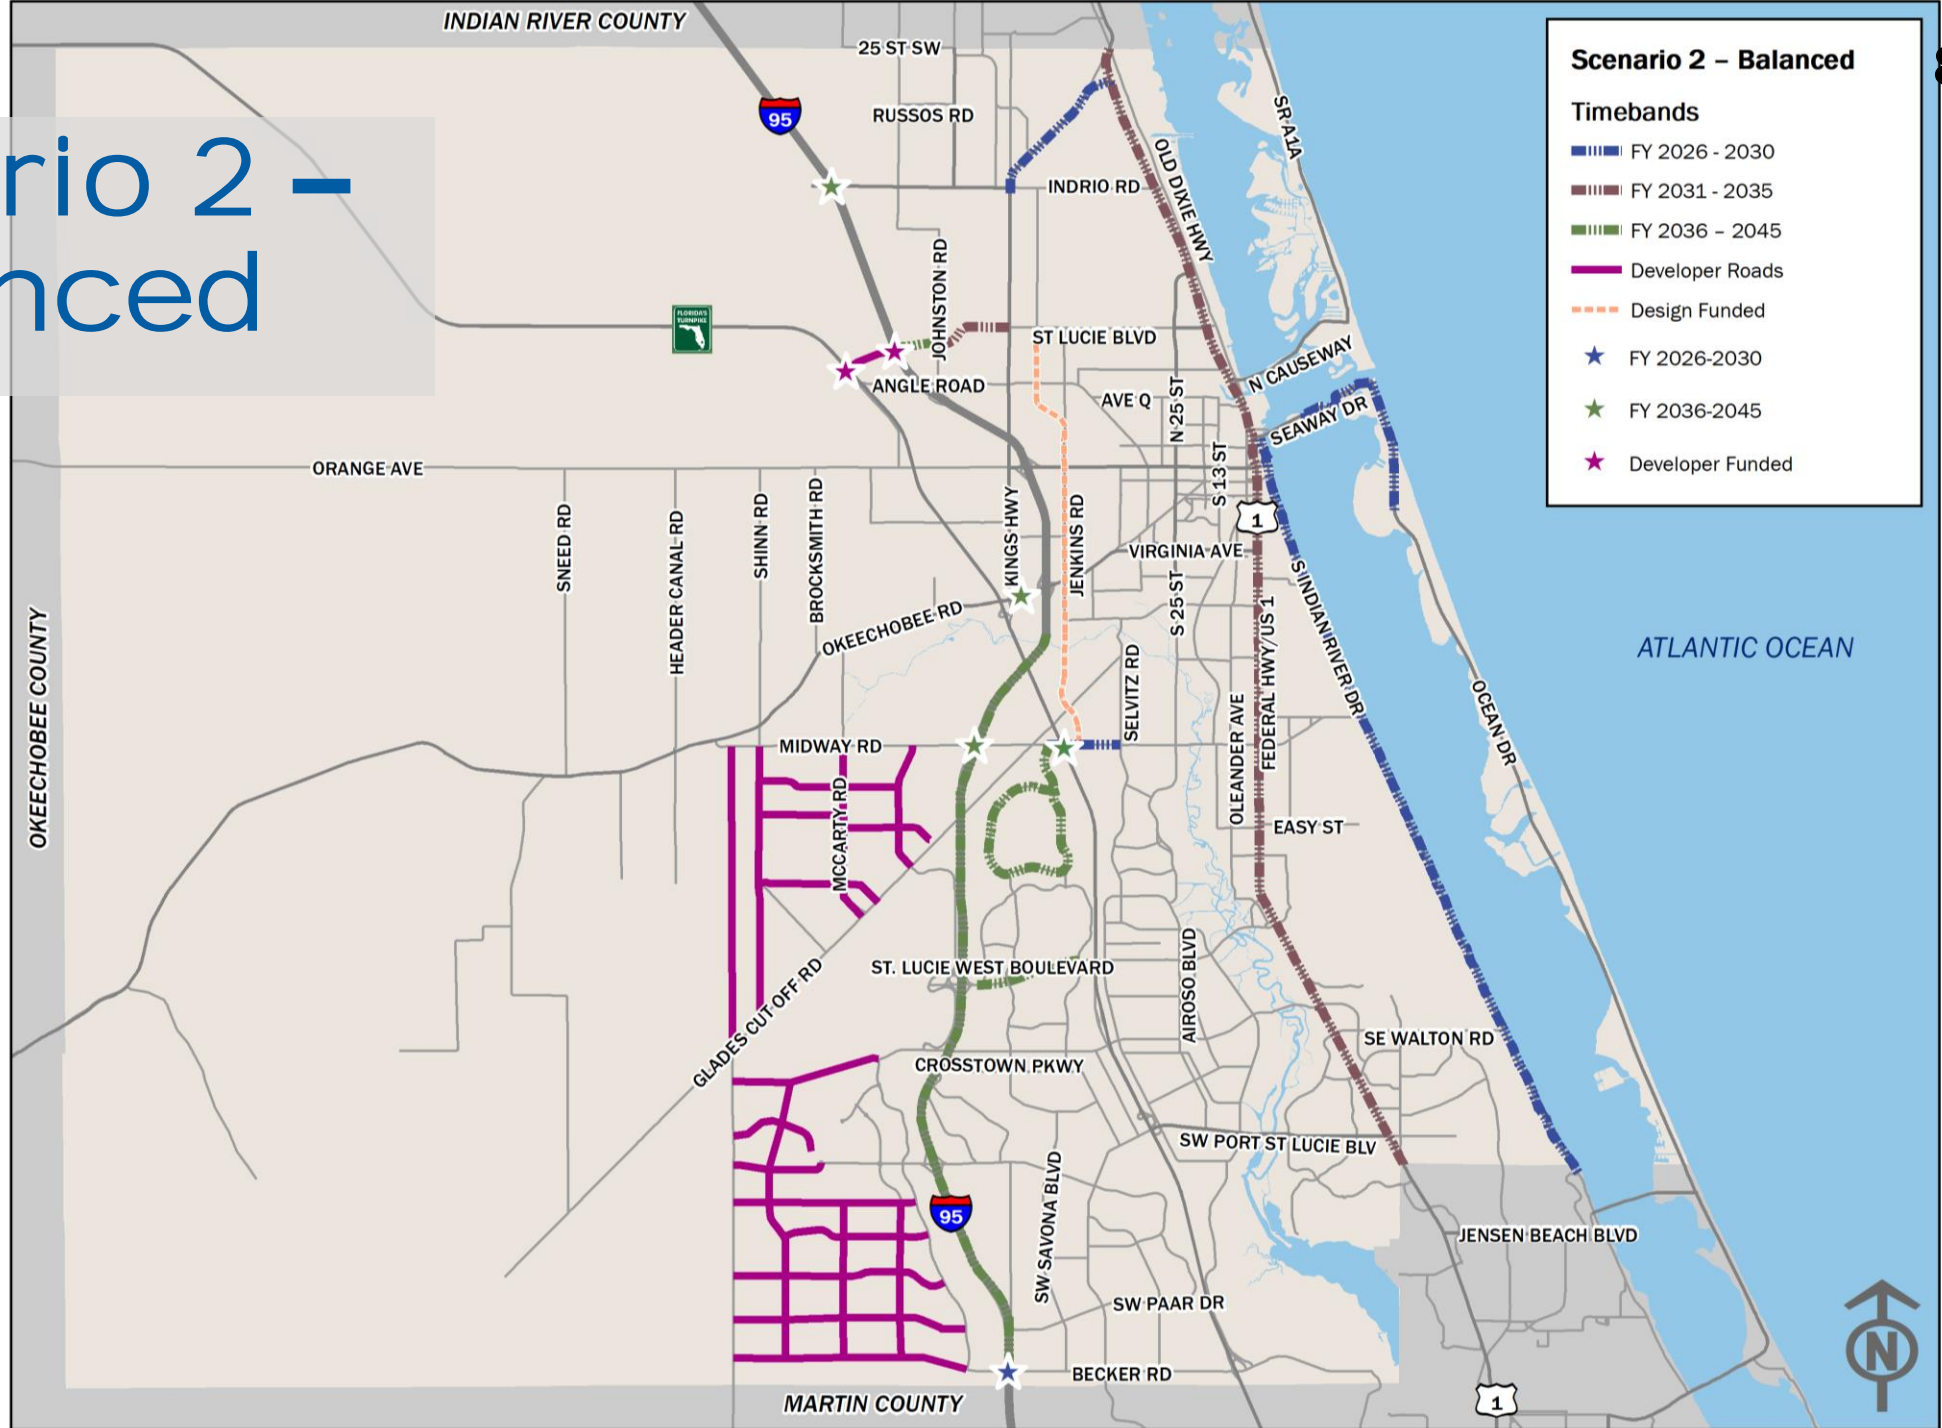 INDIAN RIVER COUNTY
25 ST SW
95
RUSSOS RD
rio 2 –
nced
INDRIO RD
OLD DIXIE HWY
SR A1A
Scenario 2 – Balanced
Timebands
FY 2026 - 2030
FY 2031 - 2035
FY 2036 – 2045
Developer Roads
Design Funded
FY 2026-2030
FY 2036-2045
Developer Funded
FLORIDA'S
TURNPIKE
JOHNSTON RD
ST LUCIE BLVD
N CAUSEWAY
ANGLE ROAD
AVE Q
N 25 ST
SEAWAY DR
ORANGE AVE
S 13 ST
SNEED RD
HEADER CANAL RD
SHINN RD
BROCKSMITH RD
KINGS HWY
JENKINS RD
1
VIRGINIA AVE
S 25 ST
S INDIAN RIVER DR
OKEECHOBEE RD
OKEECHOBEE COUNTY
ATLANTIC OCEAN
SELVITZ RD
OLEANDER AVE
FEDERAL HWY/US 1
OCEAN DR
MIDWAY RD
MCCARTY RD
EASY ST
ST. LUCIE WEST BOULEVARD
AIROSO BLVD
GLADES CUT OFF RD
SE WALTON RD
CROSSTOWN PKWY
SW PORT ST LUCIE BLV
95
SW SAVONA BLVD
JENSEN BEACH BLVD
SW PAAR DR
BECKER RD
MARTIN COUNTY
1
N